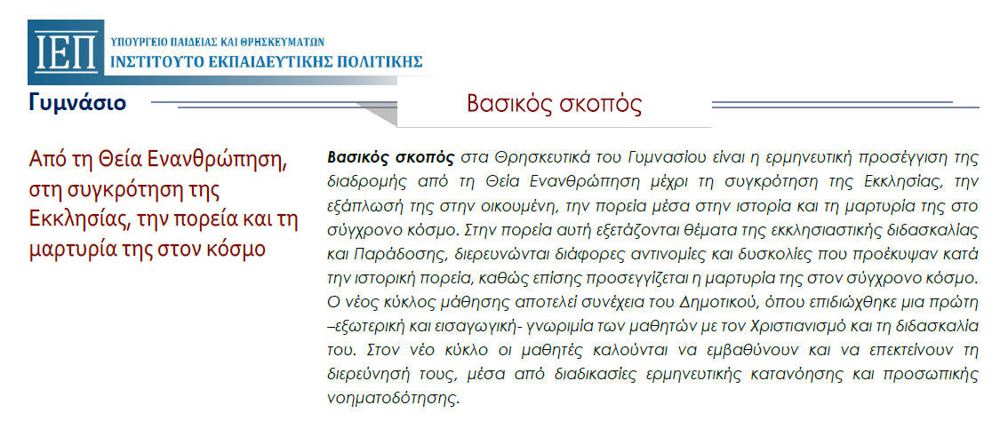 ΙΕΠ
ΥΠΟΥΡΓΕΙΟ ΠΑΙΔΕΙΑΣ ΚΑΙ ΘΡΗΣΚΕΥΜΑΤΩΝ
ΙΝΣΤΙΤΟΥΤΟ ΕΚΠΑΙΔΕΥΤΙΚΗΣ ΠΟΛΙΤΙΚΗΣ
Γυμνάσιο
Βασικός σκοπός
Από τη Θεία Ενανθρώπηση,
στη συγκρότηση της
Εκκλησίας, την πορεία και τη
μαρτυρία της στον κόσμο
Βασικός σκοπός στα Θρησκευτικά του Γυμνασίου είναι η ερμηνευτική προσέγγιση της
διαδρομής από τη Θεία Ενανθρώπηση μέχρι τη συγκρότηση της Εκκλησίας, την
εξάπλωσή της στην οικουμένη, την πορεία μέσα στην ιστορία και τη μαρτυρία της στο
σύγχρονο κόσμο. Στην πορεία αυτή εξετάζονται θέματα της εκκλησιαστικής διδασκαλίας
και Παράδοσης, διερευνώνται διάφορες αντινομίες και δυσκολίες που προέκυψαν κατά
την ιστορική πορεία, καθώς επίσης προσεγγίζεται η μαρτυρία της στον σύγχρονο κόσμο.
Ο νέος κύκλος μάθησης αποτελεί συνέχεια του Δημοτικού, όπου επιδιώχθηκε μια πρώτη
–εξωτερική και εισαγωγική- γνωριμία των μαθητών με τον Χριστιανισμό και τη διδασκαλία
του. Στον νέο κύκλο οι μαθητές καλούνται να εμβαθύνουν και να επεκτείνουν τη
διερεύνησή τους, μέσα από διαδικασίες ερμηνευτικής κατανόησης και προσωπικής
νοηματοδότησης.